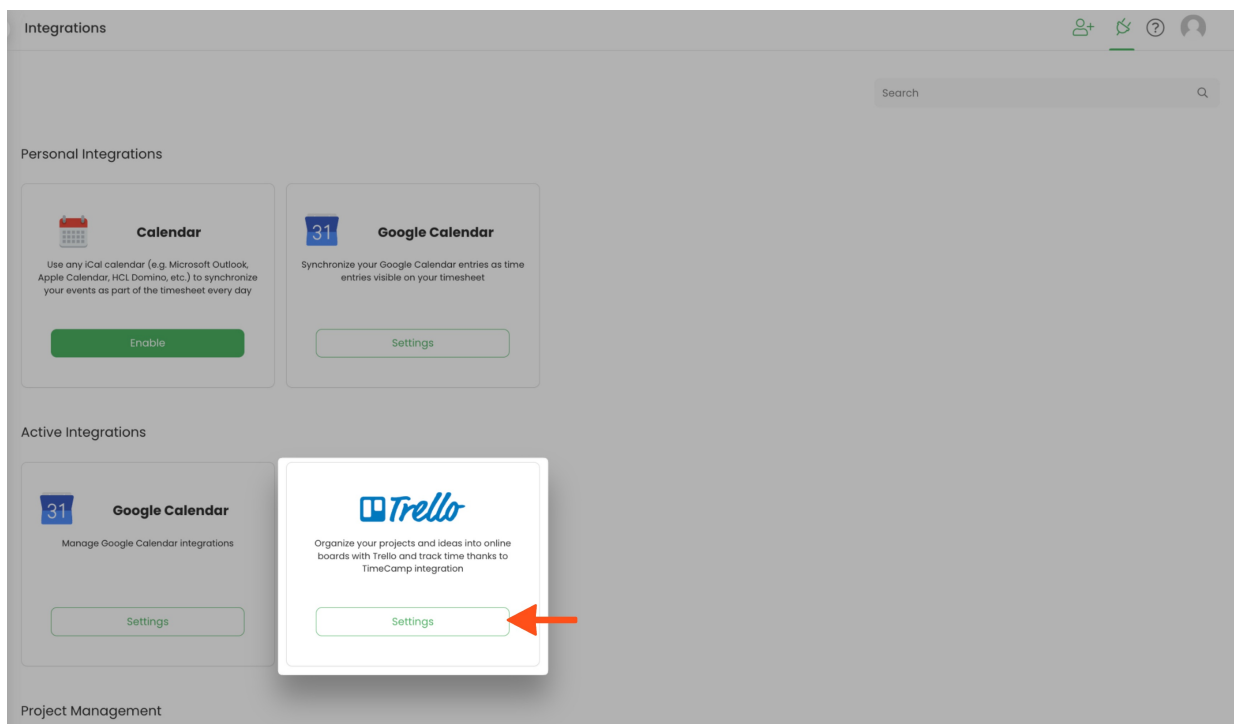 Integrations
Search
Personal Integrations
Calendar
Use any iCal calendar (e.g. Microsoft Outlook,
Apple Calendar, HCL Domino, etc.) to synchronize
your events as part of the timesheet every day
Enable
31
Google Calendar
Synchronize your Google Calendar entries as time
entries visible on your timesheet
Settings
Active Integrations
31
Google Calendar
Manage Google Calendar integrations
Settings
Trello
Organize your projects and ideas into online
boards with Trello and track time thanks to
TimeCamp integration
Settings
Project Management